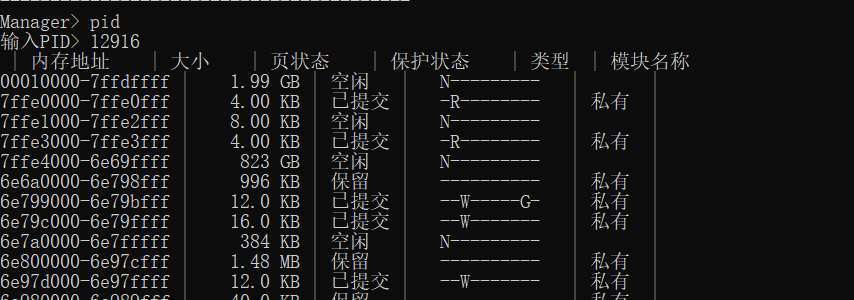 Manager> pid
输入PID> 12916
| 内存地址 | 大小 | 页状态 | 保护状态 | 类型 | 模块名称
00010000-7ffdffff | 1.99 GB | 空闲 | N--------- | |
7ffe0000-7ffe0fff | 4.00 KB | 已提交 | -R-------- | 私有 |
7ffe1000-7ffe2fff | 8.00 KB | 空闲 | N--------- | |
7ffe3000-7ffe3fff | 4.00 KB | 已提交 | -R-------- | 私有 |
7ffe4000-6e69ffff | 823 GB | 空闲 | N--------- | |
6e6a0000-6e798fff | 996 KB | 保留 | ---------- | 私有 |
6e799000-6e79bfff | 12.0 KB | 已提交 | --W-----G- | 私有 |
6e79c000-6e79ffff | 16.0 KB | 已提交 | --W------- | 私有 |
6e7a0000-6e7fffff | 384 KB | 空闲 | N--------- | |
6e800000-6e97cfff | 1.48 MB | 保留 | ---------- | 私有 |
6e97d000-6e97ffff | 12.0 KB | 已提交 | --W------- | 私有 |